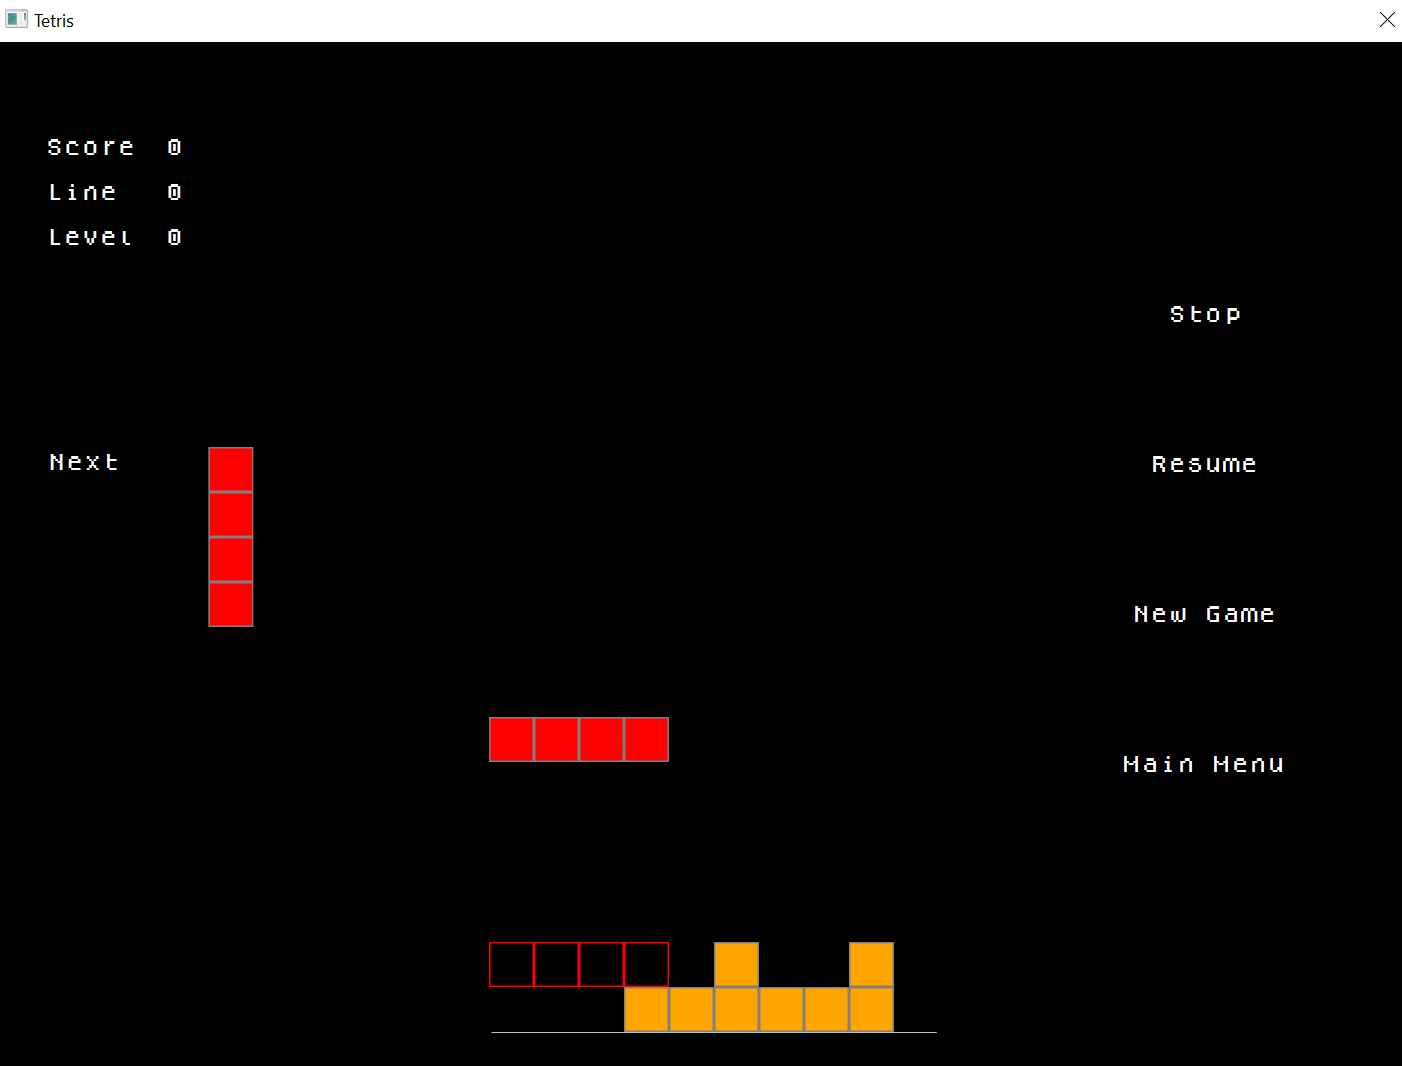 Tetris
Score 0
Line 0
Level 0
Stop
Next
Resume
New Game
Main Menu